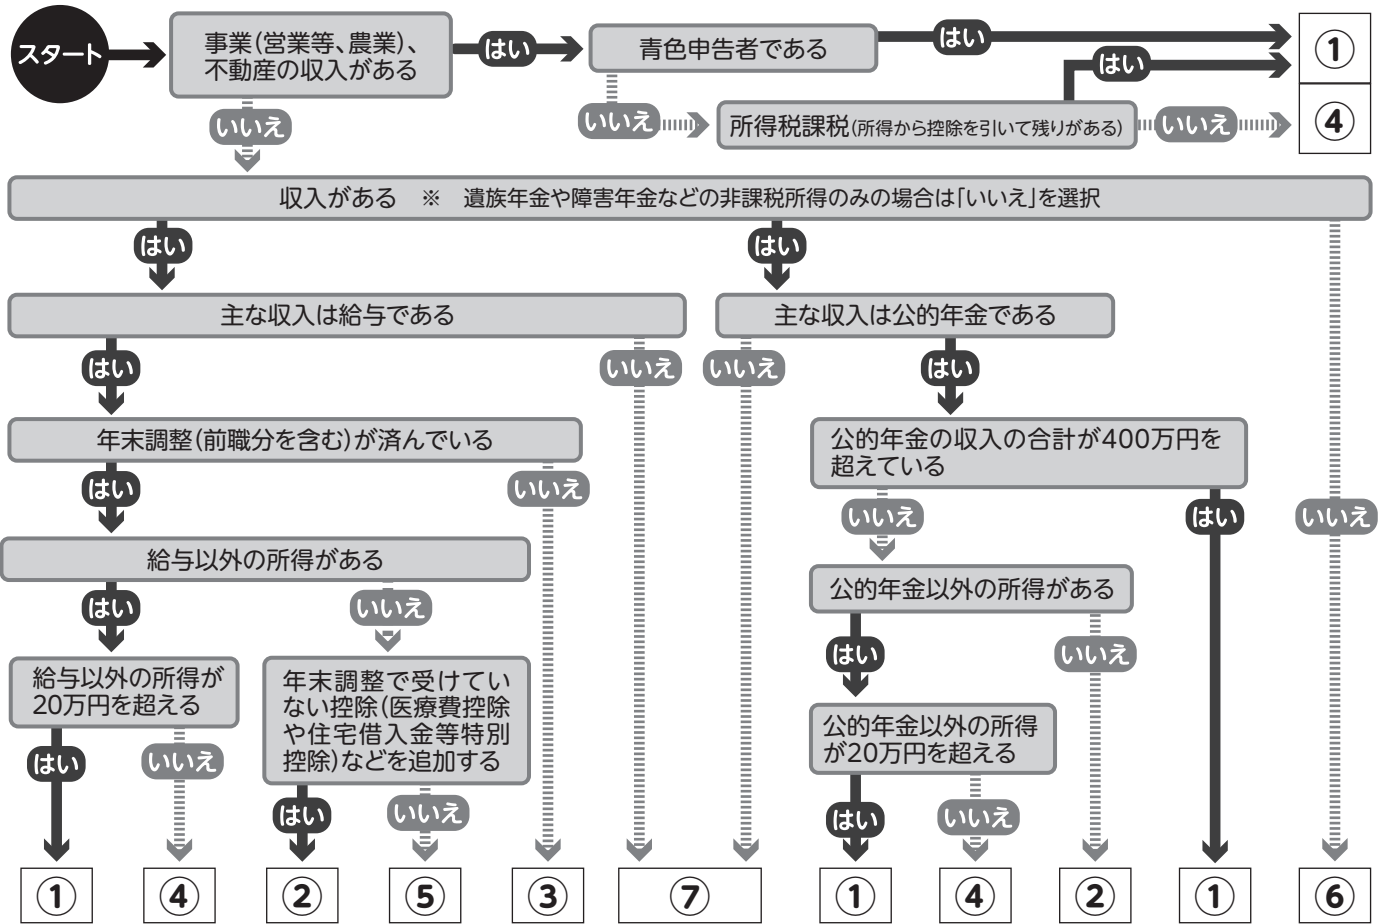 スタート
事業(営業等、農業)、
不動産の収入がある
はい
青色申告者である
はい
①
はい
いいえ
いいえ
所得税課税(所得から控除を引いて残りがある)
いいえ
④
収入がある ※ 遺族年金や障害年金などの非課税所得のみの場合は「いいえ」を選択
はい
はい
主な収入は給与である
主な収入は公的年金である
はい
いいえ
いいえ
はい
年末調整(前職分を含む)が済んでいる
公的年金の収入の合計が400万円を
超えている
はい
いいえ
いいえ
はい
いいえ
給与以外の所得がある
公的年金以外の所得がある
はい
いいえ
はい
いいえ
給与以外の所得が
20万円を超える
年末調整で受けてい
ない控除(医療費控除
や住宅借入金等特別
控除)などを追加する
公的年金以外の所得
が20万円を超える
はい
いいえ
はい
いいえ
はい
いいえ
①
④
②
⑤
③
⑦
①
④
②
①
⑥